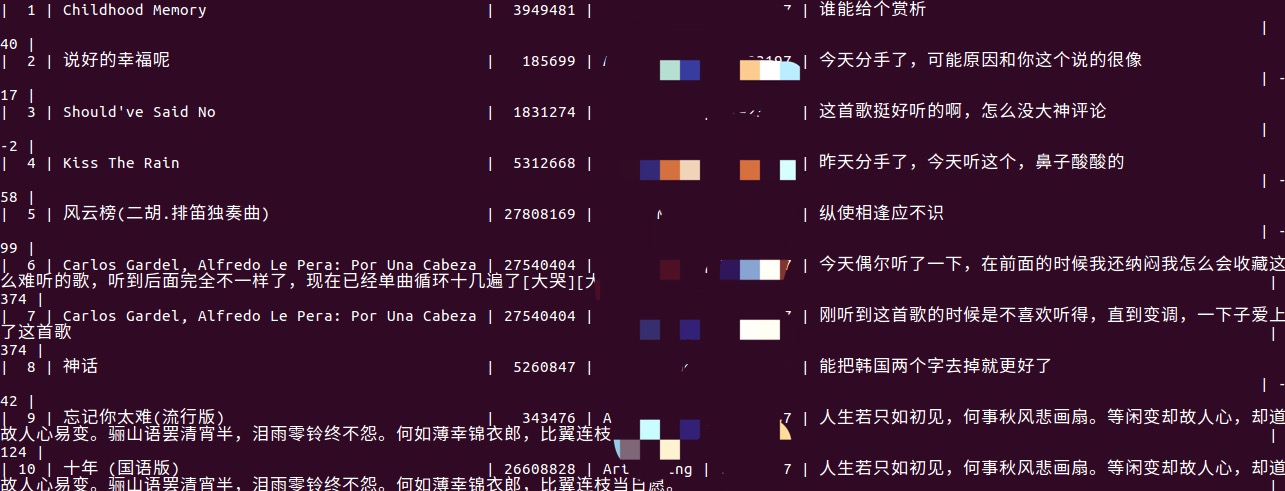 | 1 | Childhood Memory | 3949481 | 7 | 谁能给个赏析
|
40 |
| 2 | 说好的幸福呢 | 185699 | | 今天分手了，可能原因和你这个说的很像
| -
17 |
| 3 | Should've Said No | 1831274 | | 这首歌挺好听的啊，怎么没大神评论
|
-2 |
| 4 | Kiss The Rain | 5312668 | | 昨天分手了，今天听这个，鼻子酸酸的
| -
58 |
| 5 | 风云榜(二胡.排笛独奏曲) | 27808169 | | 纵使相逢应不识
| -
99 |
| 6 | Carlos Gardel, Alfredo Le Pera: Por Una Cabeza | 27540404 | | 今天偶尔听了一下，在前面的时候我还纳闷我怎么会收藏这
么难听的歌，听到后面完全不一样了，现在已经单曲循环十几遍了[大哭][大 |
374 |
| 7 | Carlos Gardel, Alfredo Le Pera: Por Una Cabeza | 27540404 | | 刚听到这首歌的时候是不喜欢听得，直到变调，一下子爱上
了这首歌 |
374 |
| 8 | 神话 | 5260847 | | 能把韩国两个字去掉就更好了
| -
42 |
| 9 | 忘记你太难(流行版) | 343476 | A 7 | 人生若只如初见，何事秋风悲画扇。等闲变却故人心，却道
故人心易变。骊山语罢清宵半，泪雨零铃终不怨。何如薄幸锦衣郎，比翼连枝 |
124 |
| 10 | 十年 (国语版) | 26608828 | Art ng | 7 | 人生若只如初见，何事秋风悲画扇。等闲变却故人心，却道
故人心易变。骊山语罢清宵半，泪雨零铃终不怨。何如薄幸锦衣郎，比翼连枝当日愿。 |